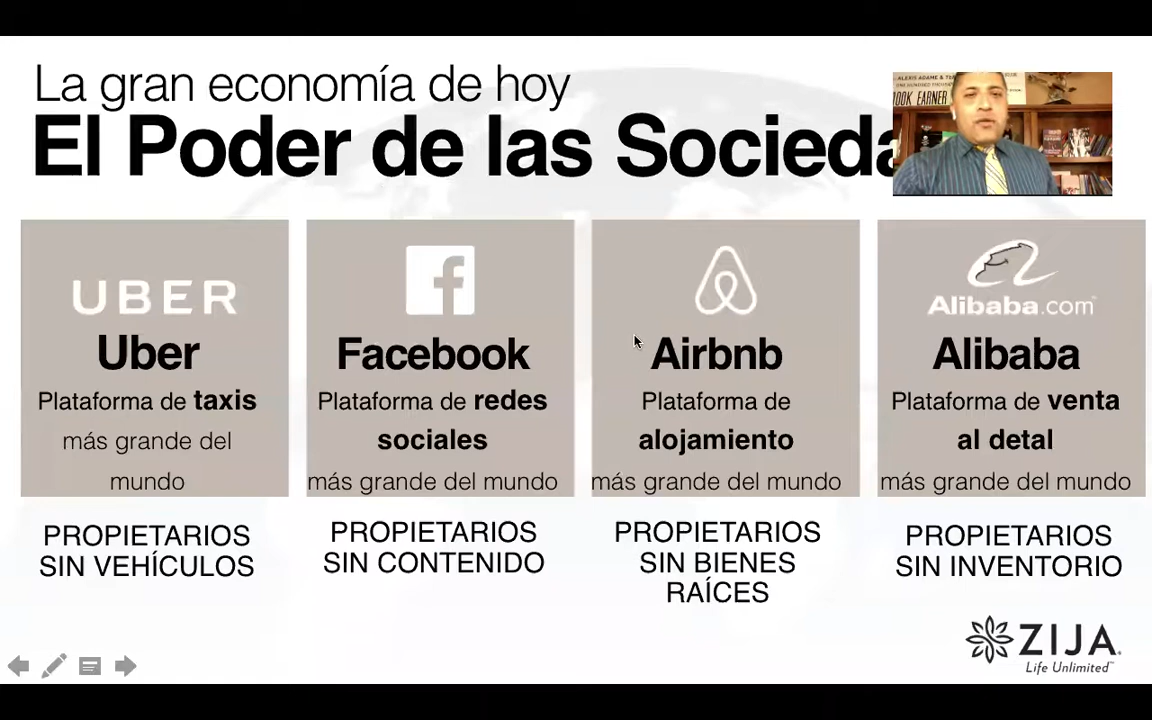 La gran economía de hoy
El Poder de las Socieda
ALEXIS ADAME & 
EARNER
UBER
Uber
Plataforma de taxis
más grande del
mundo
PROPIETARIOS
SIN VEHÍCULOS
Facebook
Plataforma de redes
sociales
más grande del mundo
PROPIETARIOS
SIN CONTENIDO
Airbnb
Plataforma de
alojamiento
más grande del mundo
PROPIETARIOS
SIN BIENES
RAÍCES
Alibaba.com
Alibaba
Plataforma de venta
al detal
más grande del mundo
PROPIETARIOS
SIN INVENTORIO
ZIJA
Life Unlimited